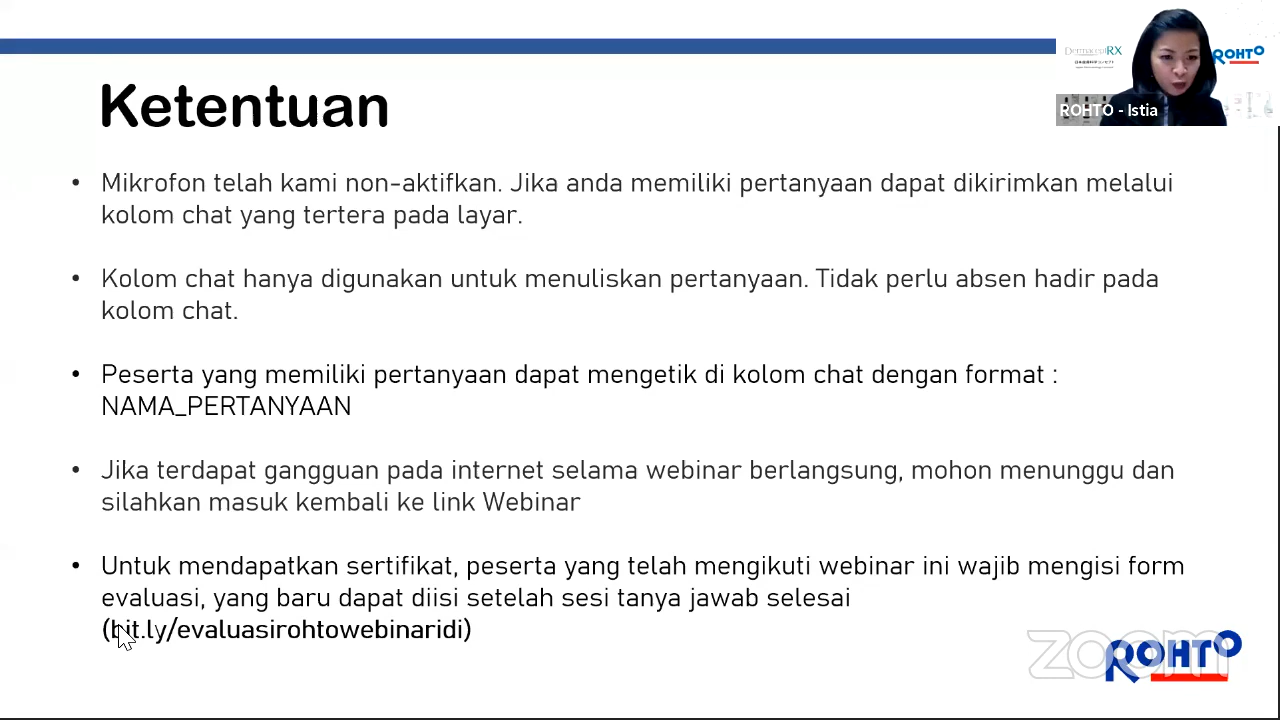 DermaceptRX
ROHTO
ROHTO - Istia
Ketentuan
• Mikrofon telah kami non-aktifkan. Jika anda memiliki pertanyaan dapat dikirimkan melalui
kolom chat yang tertera pada layar.
• Kolom chat hanya digunakan untuk menuliskan pertanyaan. Tidak perlu absen hadir pada
kolom chat.
• Peserta yang memiliki pertanyaan dapat mengetik di kolom chat dengan format :
NAMA_PERTANYAAN
• Jika terdapat gangguan pada internet selama webinar berlangsung, mohon menunggu dan
silahkan masuk kembali ke link Webinar
• Untuk mendapatkan sertifikat, peserta yang telah mengikuti webinar ini wajib mengisi form
evaluasi, yang baru dapat diisi setelah sesi tanya jawab selesai
(bit.ly/evaluasirohtowebinaridi)
zoom
ROHTO